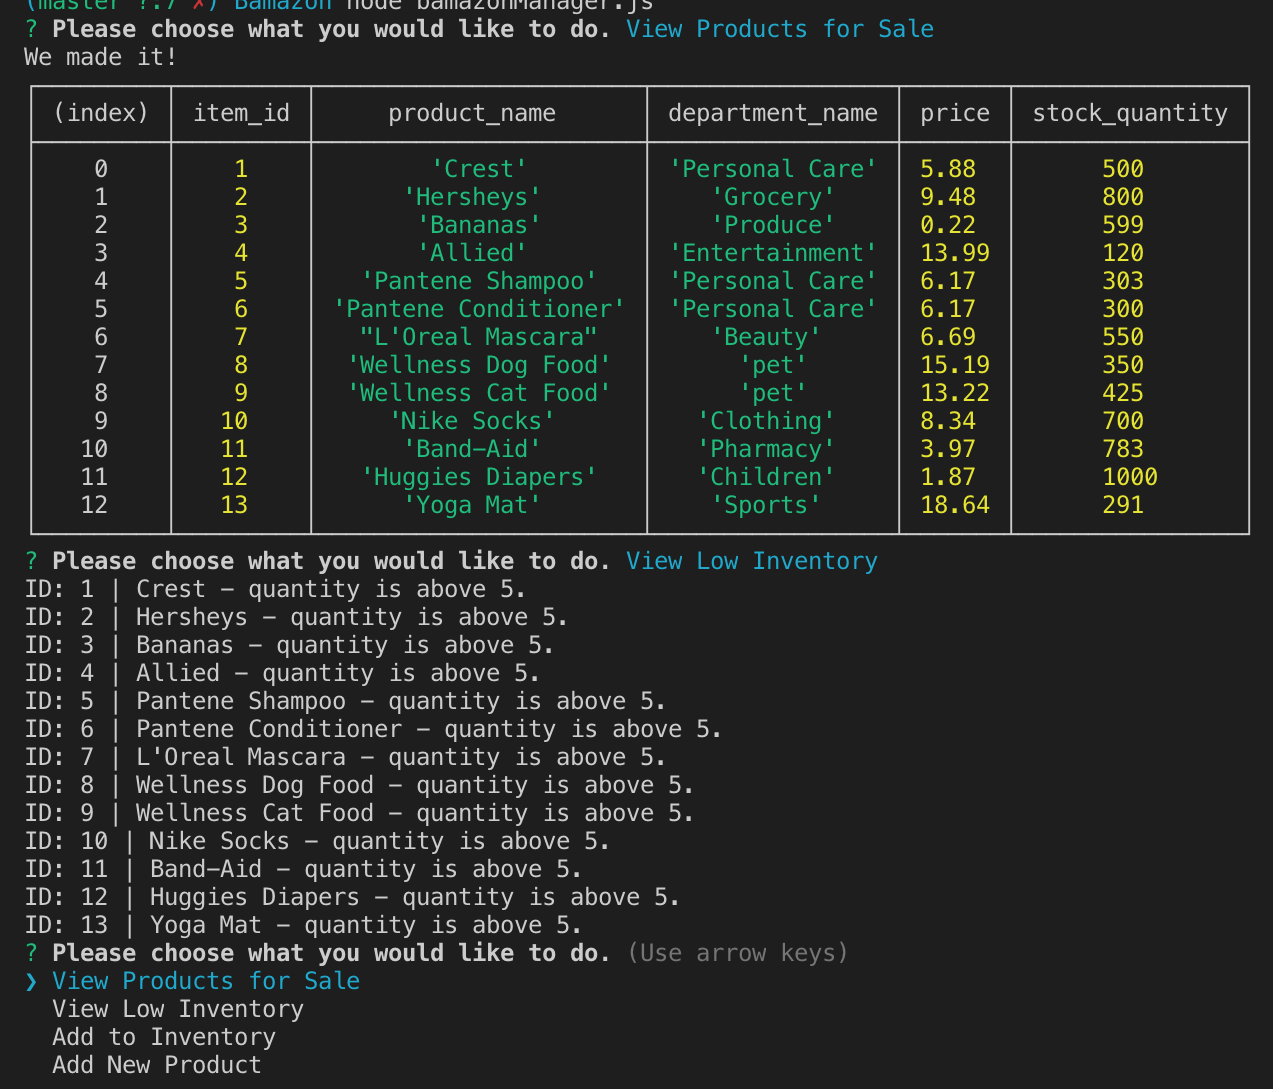 (master ?:7 ✗) Bamazon node bamazonManager.js
? Please choose what you would like to do. View Products for Sale
We made it!
(index) item_id product_name department_name price stock_quantity
0 1 'Crest' 'Personal Care' 5.88 500
1 2 'Hersheys' 'Grocery' 9.48 800
2 3 'Bananas' 'Produce' 0.22 599
3 4 'Allied' 'Entertainment' 13.99 120
4 5 'Pantene Shampoo' 'Personal Care' 6.17 303
5 6 'Pantene Conditioner' 'Personal Care' 6.17 300
6 7 "L'Oreal Mascara" 'Beauty' 6.69 550
7 8 'Wellness Dog Food' 'pet' 15.19 350
8 9 'Wellness Cat Food' 'pet' 13.22 425
9 10 'Nike Socks' 'Clothing' 8.34 700
10 11 'Band-Aid' 'Pharmacy' 3.97 783
11 12 'Huggies Diapers' 'Children' 1.87 1000
12 13 'Yoga Mat' 'Sports' 18.64 291
? Please choose what you would like to do. View Low Inventory
ID: 1 | Crest - quantity is above 5.
ID: 2 | Hersheys - quantity is above 5.
ID: 3 | Bananas - quantity is above 5.
ID: 4 | Allied - quantity is above 5.
ID: 5 | Pantene Shampoo - quantity is above 5.
ID: 6 | Pantene Conditioner - quantity is above 5.
ID: 7 | L'Oreal Mascara - quantity is above 5.
ID: 8 | Wellness Dog Food - quantity is above 5.
ID: 9 | Wellness Cat Food - quantity is above 5.
ID: 10 | Nike Socks - quantity is above 5.
ID: 11 | Band-Aid - quantity is above 5.
ID: 12 | Huggies Diapers - quantity is above 5.
ID: 13 | Yoga Mat - quantity is above 5.
? Please choose what you would like to do. (Use arrow keys)
❯ View Products for Sale
View Low Inventory
Add to Inventory
Add New Product